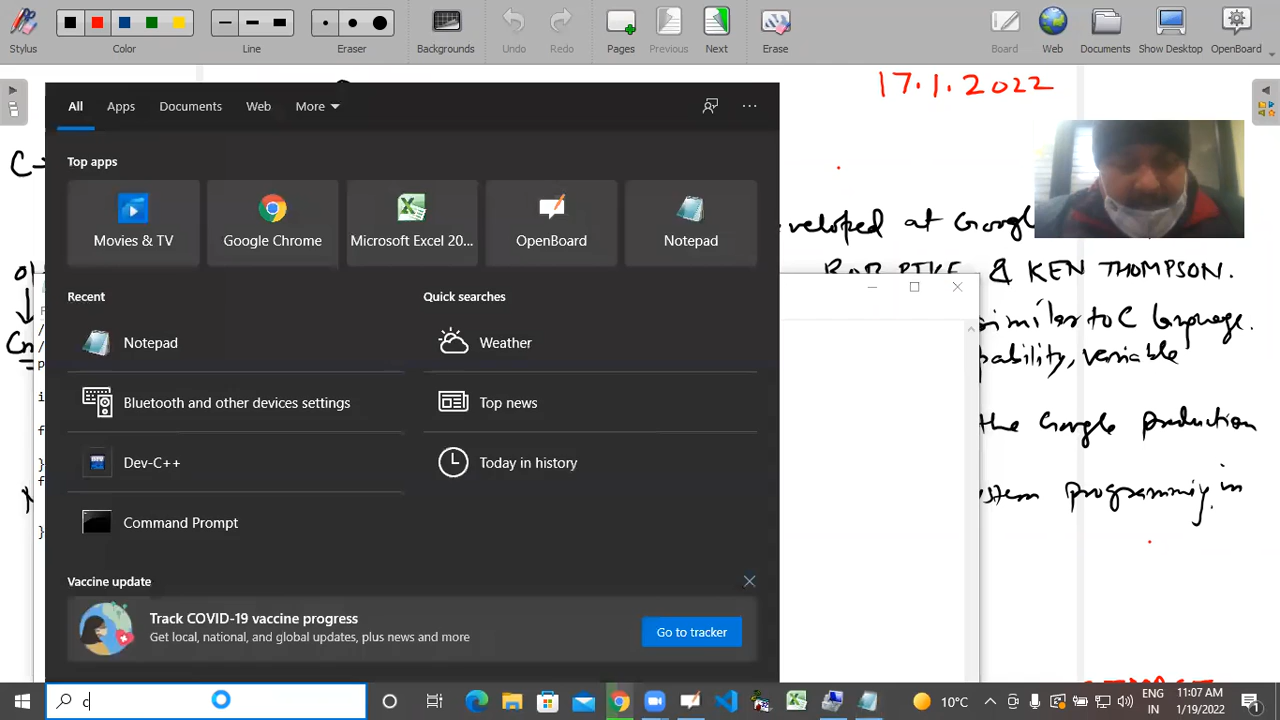 Stylus
Color
Line
Eraser
Backgrounds
Undo
Redo
Pages
Previous
Next
Erase
Board
Web
Documents
Show Desktop
OpenBoard
17.1.2022
C
All
Apps
Documents
Web
More
Top apps
Movies & TV
Google Chrome
Microsoft Excel 20...
OpenBoard
Notepad
veloped at Google
& KEN THOMPSON.
Recent
Quick searches
Notepad
Weather
similar to C language.
pability, variable
Bluetooth and other devices settings
Top news
the Google production
Dev-C++
Today in history
ystem programming in
Command Prompt
Vaccine update
Track COVID-19 vaccine progress
Get local, national, and global updates, plus news and more
Go to tracker
c
10°C
ENG
IN
11:07 AM
1/19/2022